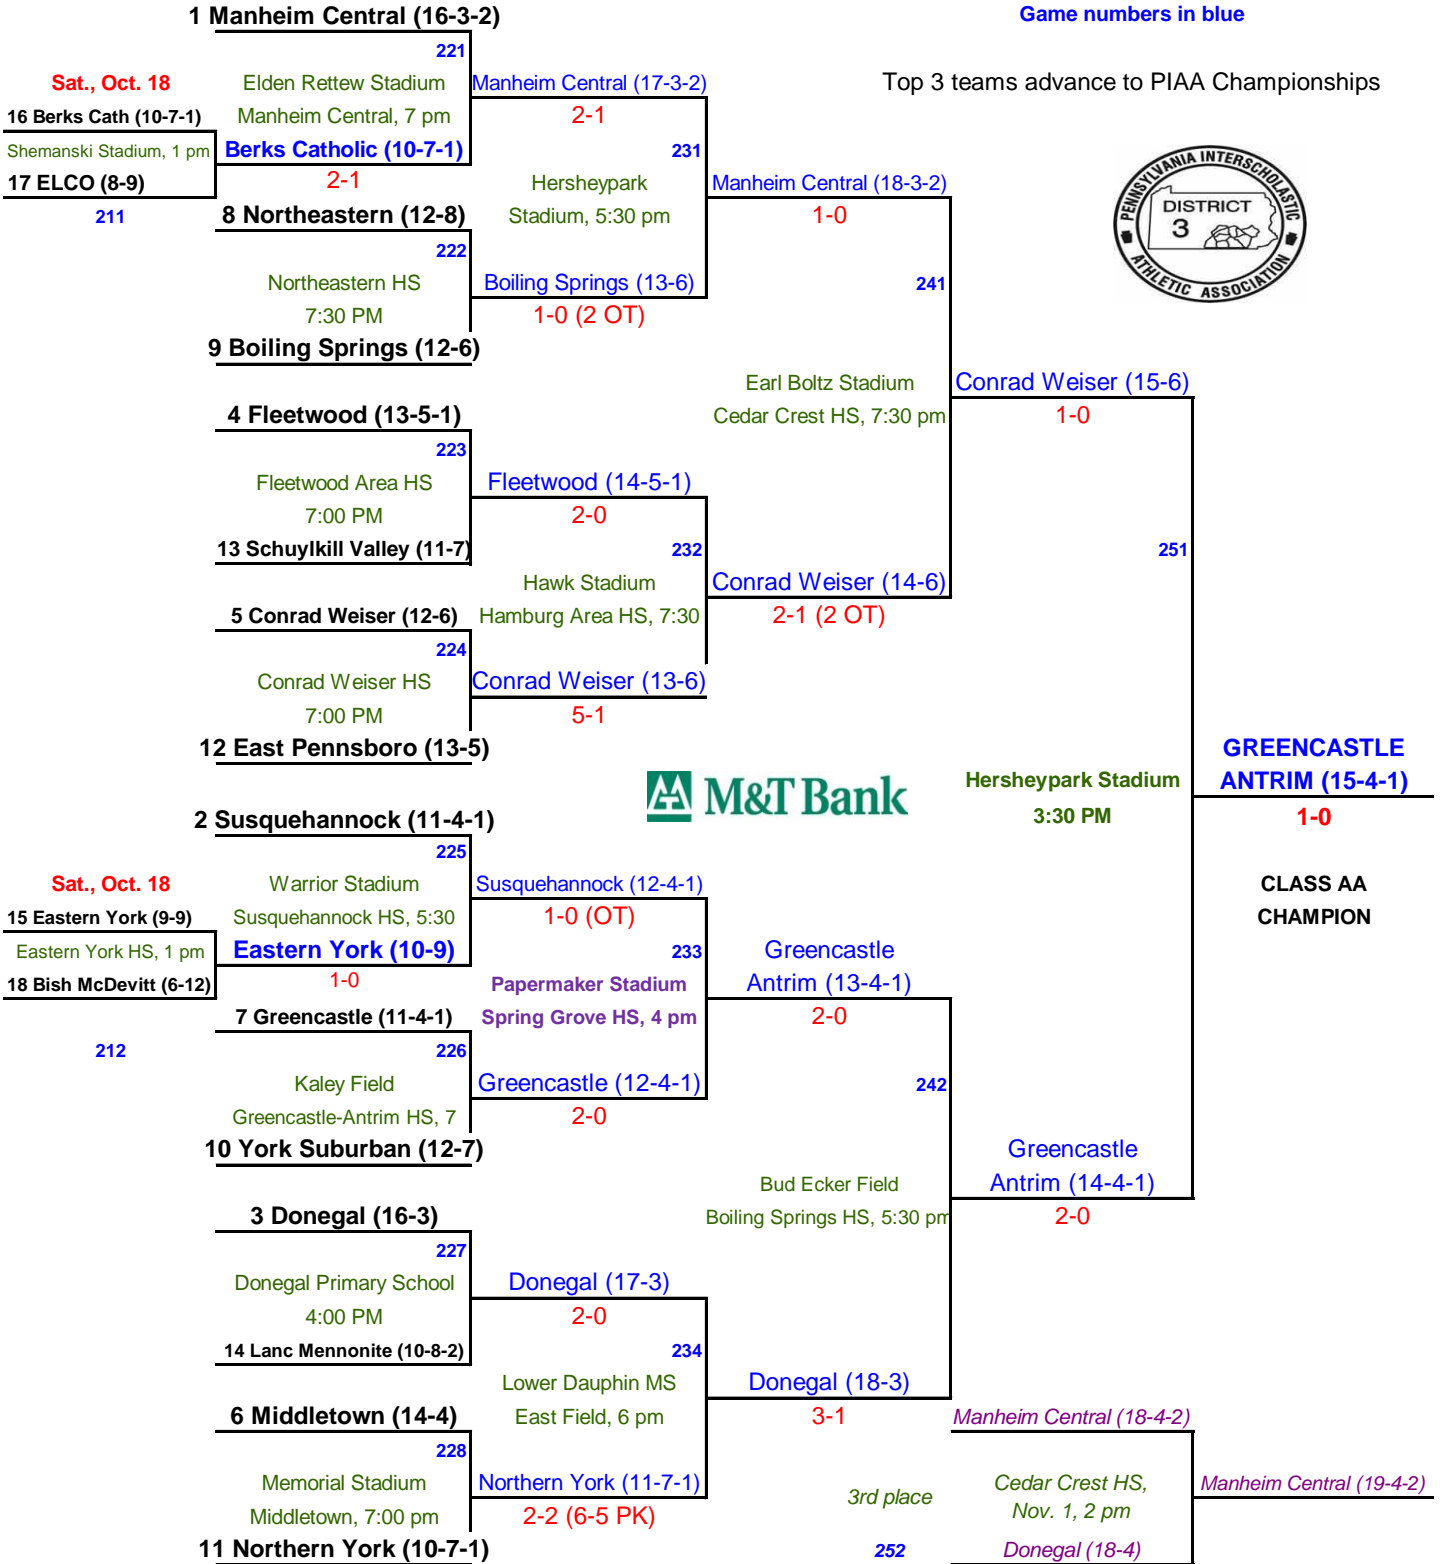 1 Manheim Central (16-3-2)
Game numbers in blue
221
Sat., Oct. 18
Elden Rettew Stadium
Manheim Central (17-3-2)
Top 3 teams advance to PIAA Championships
16 Berks Cath (10-7-1)
Manheim Central, 7 pm
2-1
Shemanski Stadium, 1 pm
Berks Catholic (10-7-1)
231
17 ELCO (8-9)
2-1
Hersheypark
Manheim Central (18-3-2)
PENNSYLVANIA INTERSCHOLASTIC
DISTRICT
3
ATHLETIC ASSOCIATION
211
8 Northeastern (12-8)
Stadium, 5:30 pm
1-0
222
Northeastern HS
Boiling Springs (13-6)
241
7:30 PM
1-0 (2 OT)
9 Boiling Springs (12-6)
Earl Boltz Stadium
Conrad Weiser (15-6)
4 Fleetwood (13-5-1)
Cedar Crest HS, 7:30 pm
1-0
223
Fleetwood Area HS
Fleetwood (14-5-1)
7:00 PM
2-0
13 Schuylkill Valley (11-7)
232
251
Hawk Stadium
Conrad Weiser (14-6)
5 Conrad Weiser (12-6)
Hamburg Area HS, 7:30
2-1 (2 OT)
224
Conrad Weiser HS
Conrad Weiser (13-6)
7:00 PM
5-1
12 East Pennsboro (13-5)
GREENCASTLE
M&T Bank
Hersheypark Stadium
ANTRIM (15-4-1)
2 Susquehannock (11-4-1)
3:30 PM
1-0
225
Sat., Oct. 18
Warrior Stadium
Susquehannock (12-4-1)
CLASS AA
15 Eastern York (9-9)
Susquehannock HS, 5:30
1-0 (OT)
CHAMPION
Eastern York HS, 1 pm
Eastern York (10-9)
233
Greencastle
18 Bish McDevitt (6-12)
1-0
Papermaker Stadium
Antrim (13-4-1)
7 Greencastle (11-4-1)
Spring Grove HS, 4 pm
2-0
212
226
Kaley Field
Greencastle (12-4-1)
242
Greencastle-Antrim HS, 7
2-0
10 York Suburban (12-7)
Greencastle
Bud Ecker Field
Antrim (14-4-1)
3 Donegal (16-3)
Boiling Springs HS, 5:30 pm
2-0
227
Donegal Primary School
Donegal (17-3)
4:00 PM
2-0
14 Lanc Mennonite (10-8-2)
234
Lower Dauphin MS
Donegal (18-3)
6 Middletown (14-4)
East Field, 6 pm
3-1
Manheim Central (18-4-2)
228
Memorial Stadium
Northern York (11-7-1)
3rd place
Cedar Crest HS,
Manheim Central (19-4-2)
Middletown, 7:00 pm
2-2 (6-5 PK)
Nov. 1, 2 pm
11 Northern York (10-7-1)
252
Donegal (18-4)